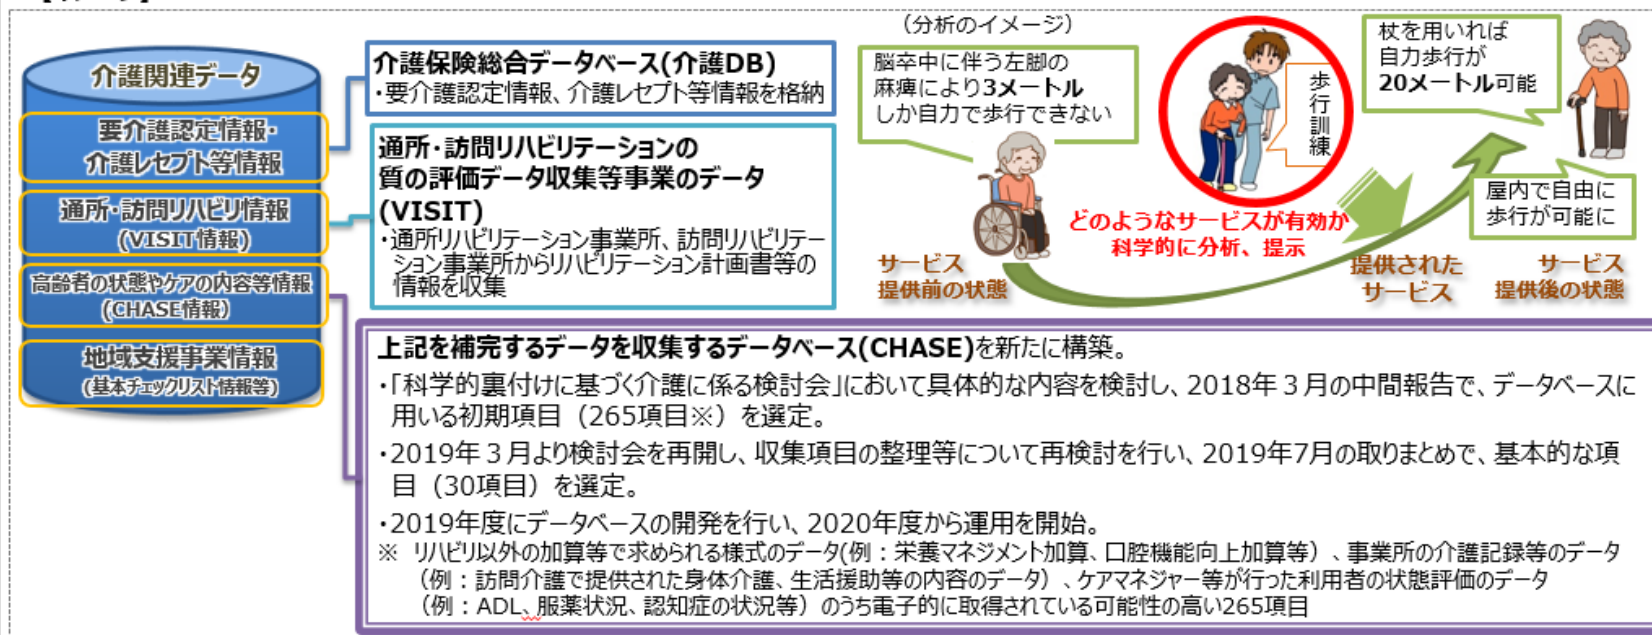 介護関連データ
要介護認定情報・
介護レセプト等情報
通所・訪問リハビリ情報
(VISIT情報)
高齢者の状態やケアの内容等情報
(CHASE情報)
地域支援事業情報
(基本チェックリスト情報等)
介護保険総合データベース(介護DB)
・要介護認定情報、介護レセプト等情報を格納
通所・訪問リハビリテーションの
質の評価データ収集等事業のデータ
(VISIT)
・通所リハビリテーション事業所、訪問リハビリテー
ション事業所からリハビリテーション計画書等の
情報を収集
（分析のイメージ）
脳卒中に伴う左脚の
麻痺により3メートル
しか自力で歩行できない
歩行訓練
杖を用いれば
自力歩行が
20メートル可能
屋内で自由に
歩行が可能に
どのようなサービスが有効か
科学的に分析、提示
サービス
提供前の状態
提供された
サービス
サービス
提供後の状態
上記を補完するデータを収集するデータベース(CHASE)を新たに構築。
・「科学的裏付けに基づく介護に係る検討会」において具体的な内容を検討し、2018年３月の中間報告で、データベースに
用いる初期項目（265項目※）を選定。
・2019年３月より検討会を再開し、収集項目の整理等について再検討を行い、2019年7月の取りまとめで、基本的な項
目（30項目）を選定。
・2019年度にデータベースの開発を行い、2020年度から運用を開始。
※ リハビリ以外の加算等で求められる様式のデータ(例：栄養マネジメント加算、口腔機能向上加算等）、事業所の介護記録等のデータ
（例：訪問介護で提供された身体介護、生活援助等の内容のデータ）、ケアマネジャー等が行った利用者の状態評価のデータ
（例：ADL、服薬状況、認知症の状況等）のうち電子的に取得されている可能性の高い265項目